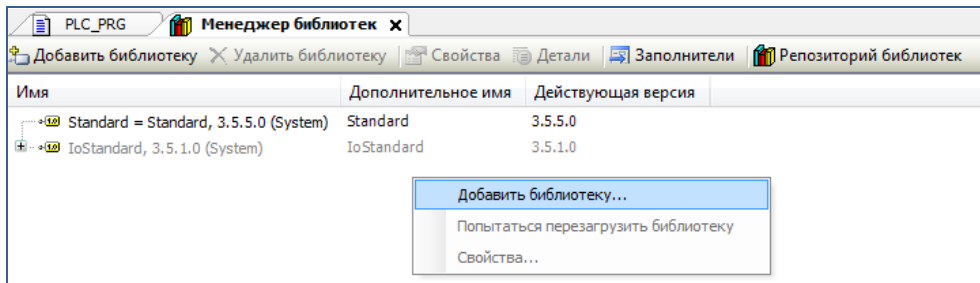 PLC_PRG Менеджер библиотек X
Добавить библиотеку Удалить библиотеку Свойства Детали Заполнители Репозиторий библиотек
Имя Дополнительное имя Действующая версия
Standard = Standard, 3.5.5.0 (System) Standard 3.5.5.0
IoStandard, 3.5.1.0 (System) IoStandard 3.5.1.0
Добавить библиотеку...
Попытаться перезагрузить библиотеку
Свойства...